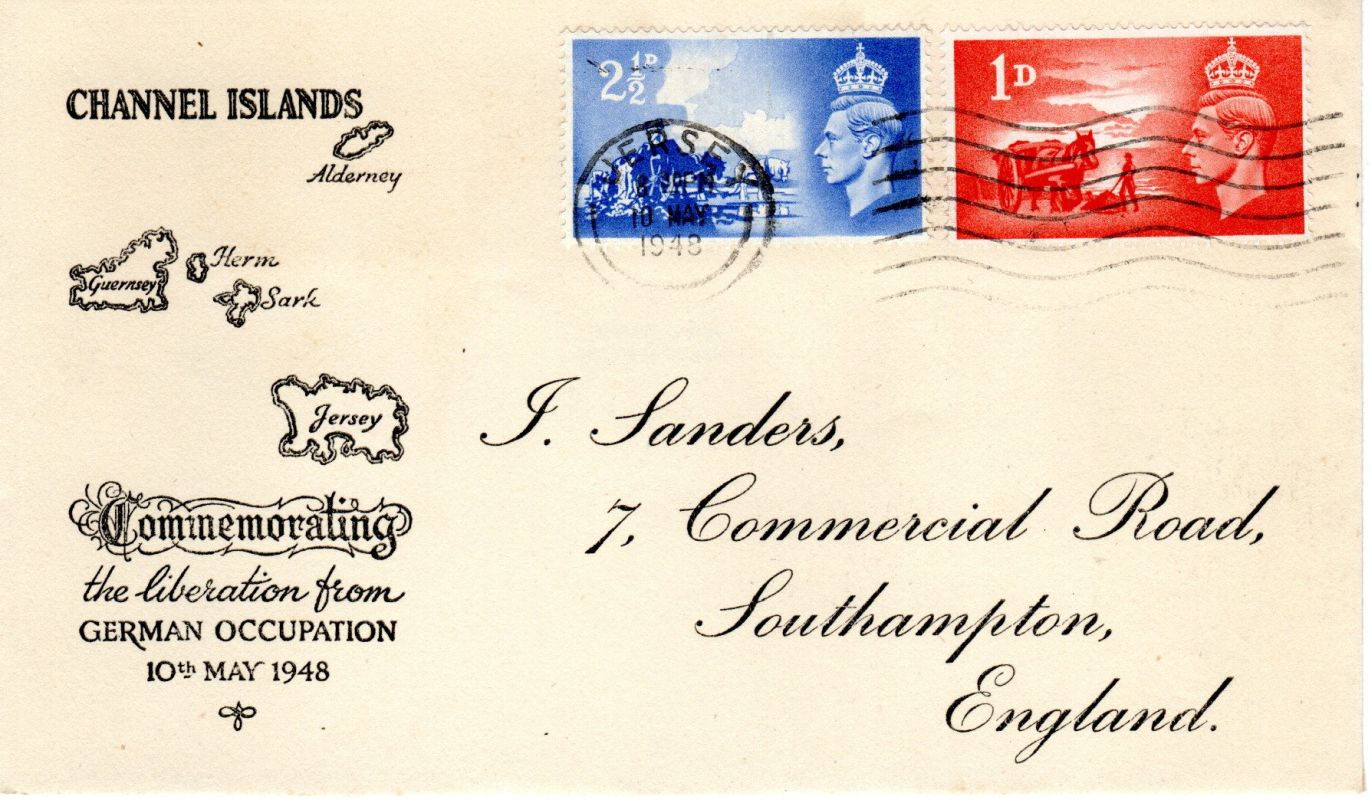 CHANNEL ISLANDS
Alderney
Guernsey
Herm
Sark
Jersey
Commemorating
the liberation from
GERMAN OCCUPATION
10th MAY 1948
2½D
1D
JERSEY
10 MAY
1948
J. Sanders,
7, Commercial Road,
Southampton,
England.